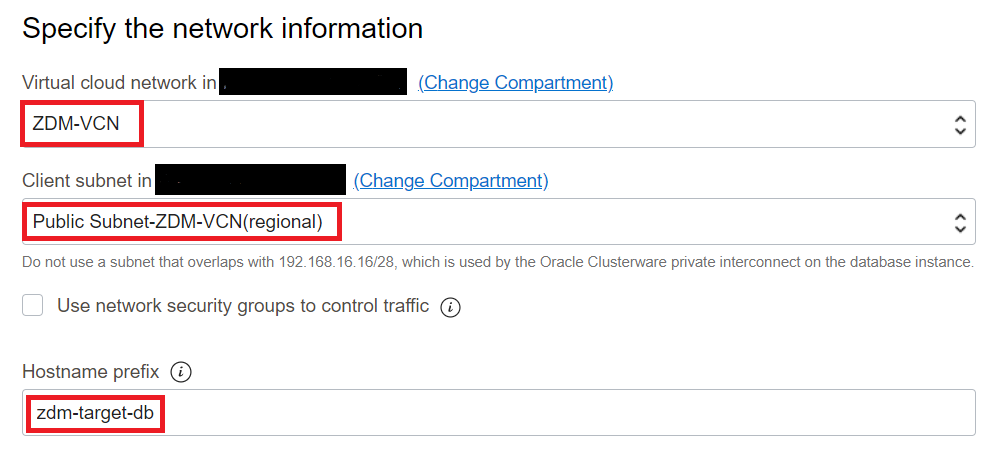 Specify the network information
Virtual cloud network in (Change Compartment)
ZDM-VCN
Client subnet in (Change Compartment)
Public Subnet-ZDM-VCN(regional)
Do not use a subnet that overlaps with 192.168.16.16/28, which is used by the Oracle Clusterware private interconnect on the database instance.
Use network security groups to control traffic i
Hostname prefix i
zdm-target-db